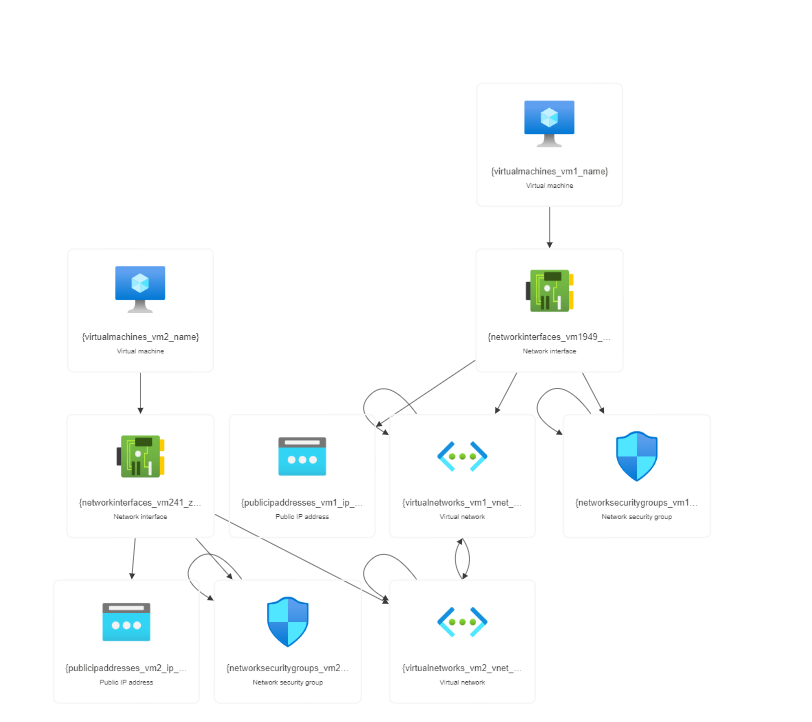 {virtualmachines_vm1_name}
Virtual machine
{virtualmachines_vm2_name}
Virtual machine
{networkinterfaces_vm1949_...
Network interface
{networkinterfaces_vm241_z...
Network interface
{publicipaddresses_vm1_ip_...
Public IP address
{virtualnetworks_vm1_vnet_...
Virtual network
{networksecuritygroups_vm1...
Network security group
{publicipaddresses_vm2_ip_...
Public IP address
{networksecuritygroups_vm2...
Network security group
{virtualnetworks_vm2_vnet_...
Virtual network